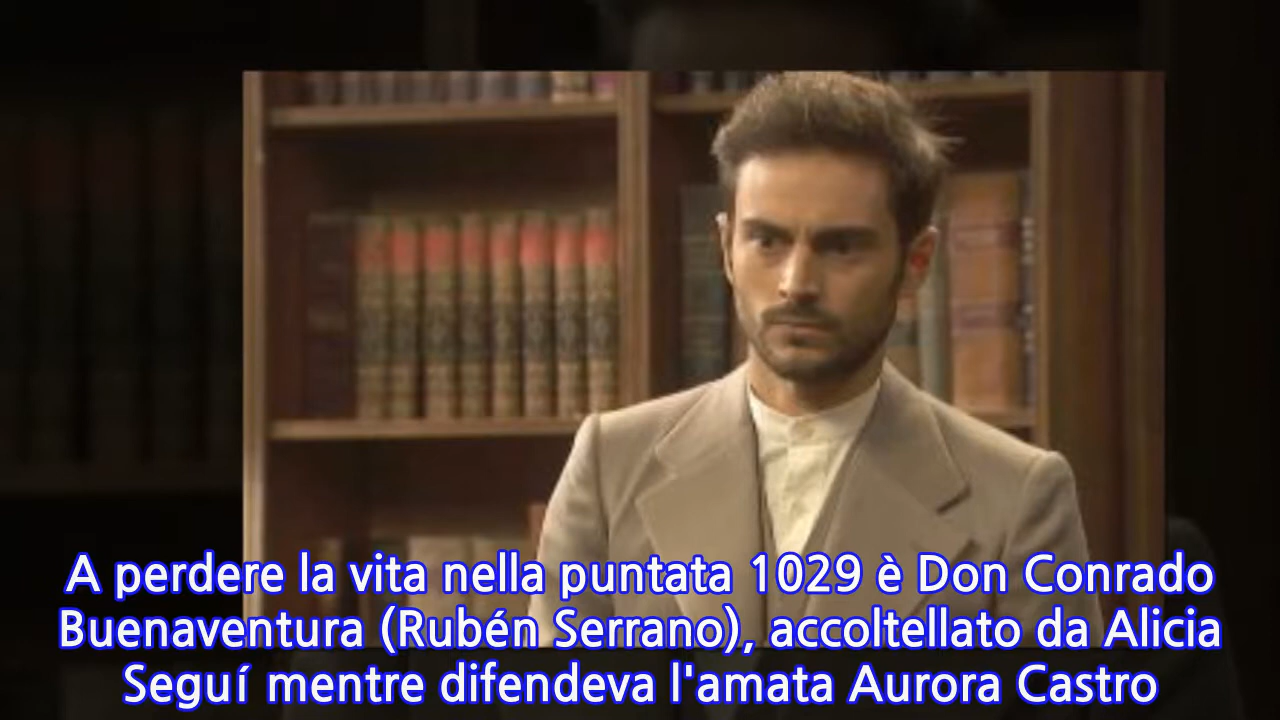 A perdere la vita nella puntata 1029 è Don Conrado
Buenaventura (Rubén Serrano), accoltellato da Alicia
Seguí mentre difendeva l'amata Aurora Castro